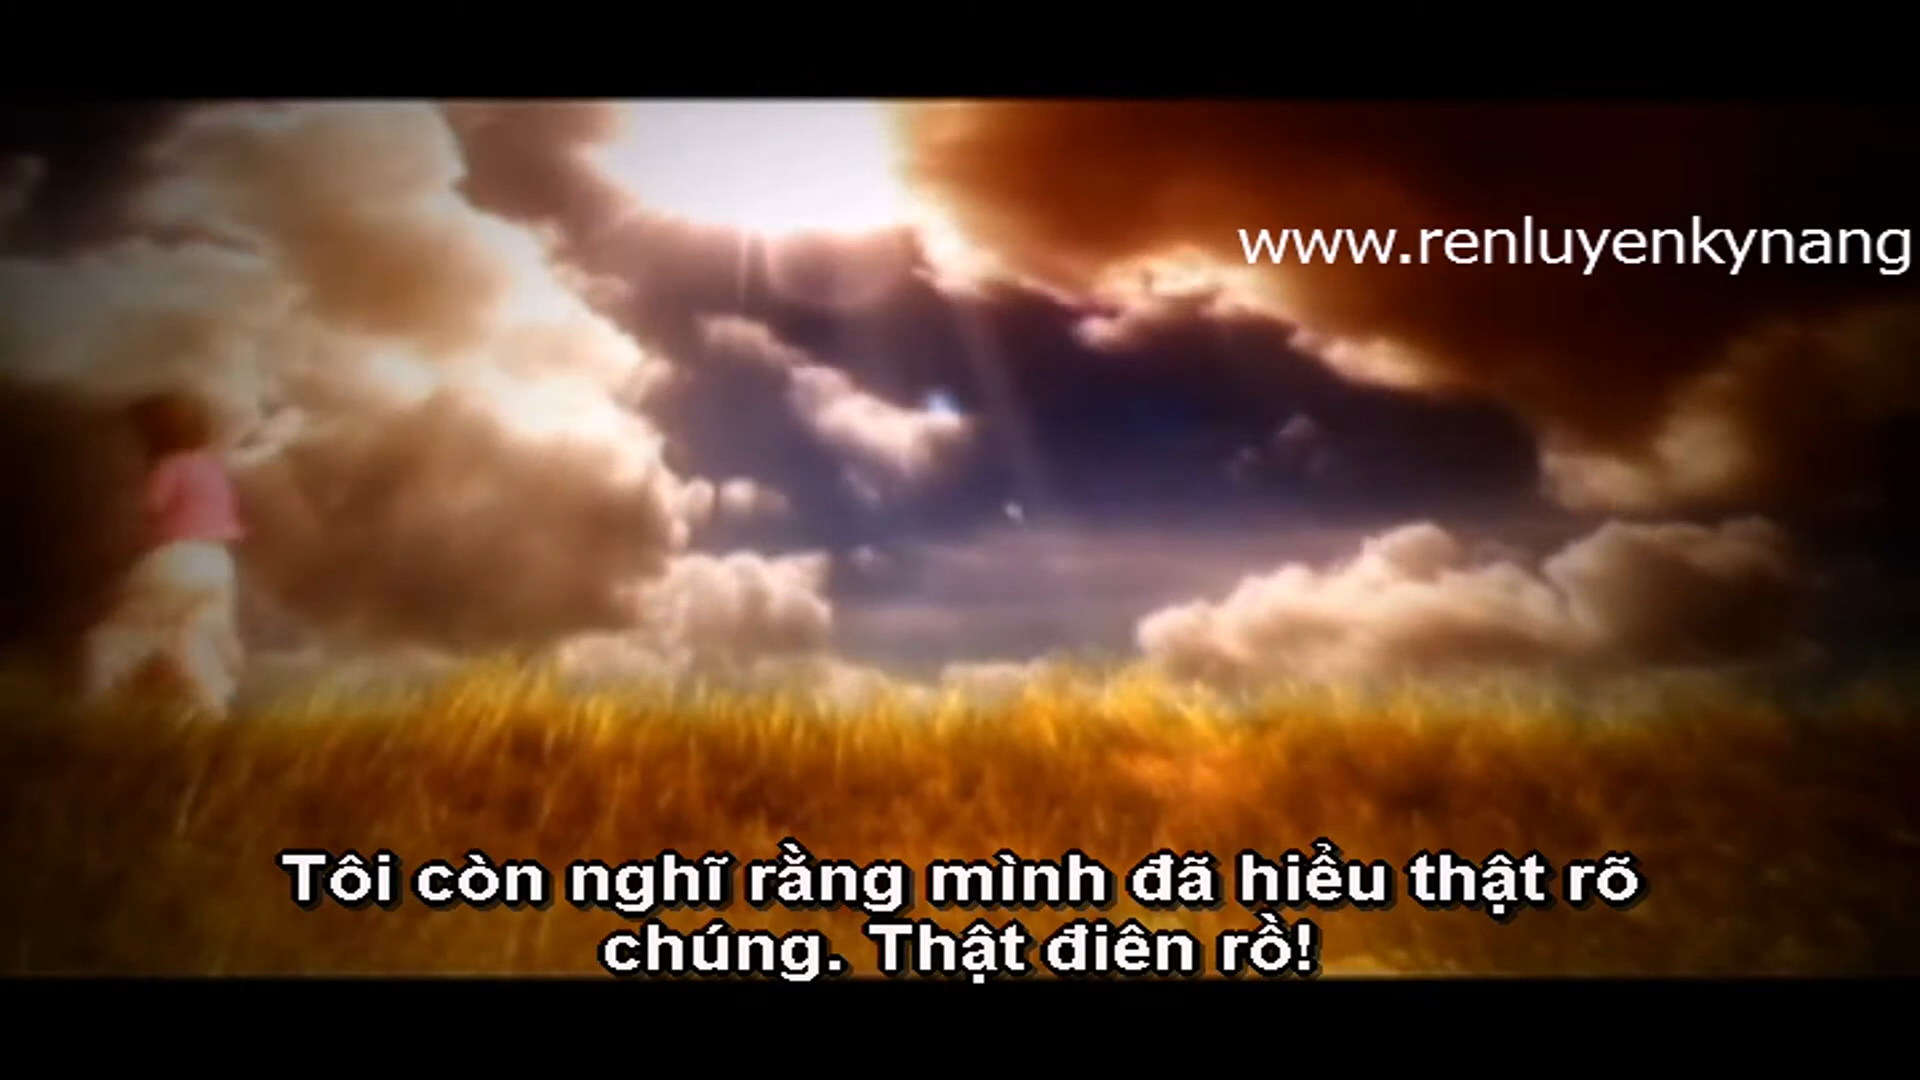 www.renluyenkynang
Tôi còn nghĩ rằng mình đã hiểu thật rõ
chúng. Thật điên rồ!